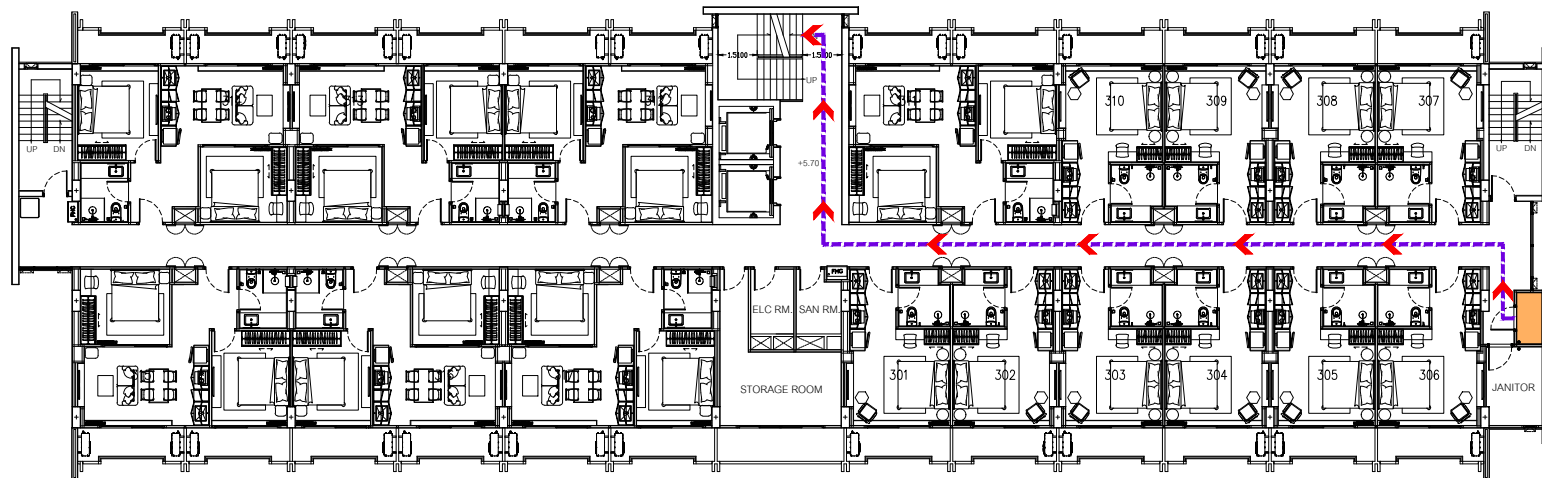 1.5100
1.5100
UP
310
309
308
307
UP DN
UP DN
+5.70
FHC
FHC
ELC RM.
SAN RM.
301
302
303
304
305
306
STORAGE ROOM
JANITOR